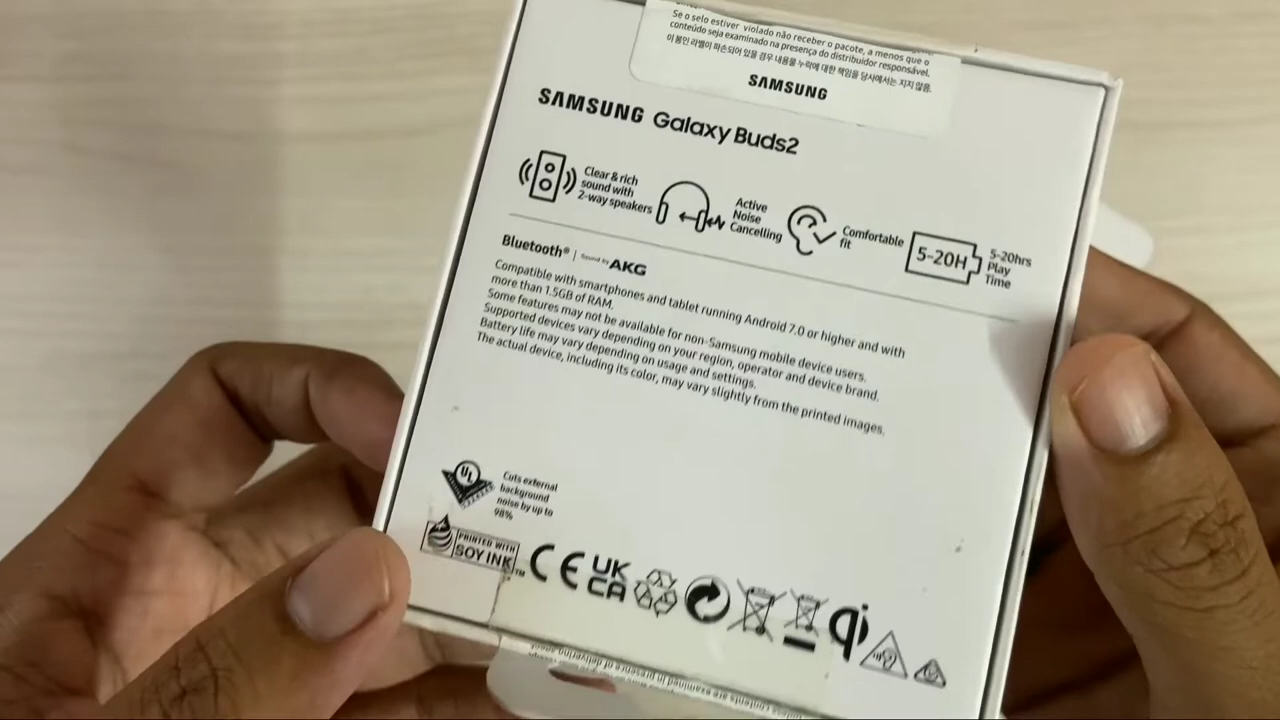 Se o selo estiver violado não receber o pacote, a menos que o
conteúdo seja examinado na presença do distribuidor responsável.
이 봉인 라벨이 파손되어 있을 경우 내용물 누락에 대한 책임을 당사에서는 지지 않음.
SAMSUNG
SAMSUNG Galaxy Buds2
Clear & rich
sound with
2-way speakers
Active
Noise
Cancelling
Comfortable
fit
5-20H
5-20hrs
Play
Time
Bluetooth® | Sound by AKG
Compatible with smartphones and tablet running Android 7.0 or higher and with
more than 1.5GB of RAM.
Some features may not be available for non-Samsung mobile device users.
Supported devices vary depending on your region, operator and device brand.
Battery life may vary depending on usage and settings.
The actual device, including its color, may vary slightly from the printed images.
UL
Cuts external
background
noise by up to
98%
PRINTED WITH
SOY INK™
CE
UK
CA
qi